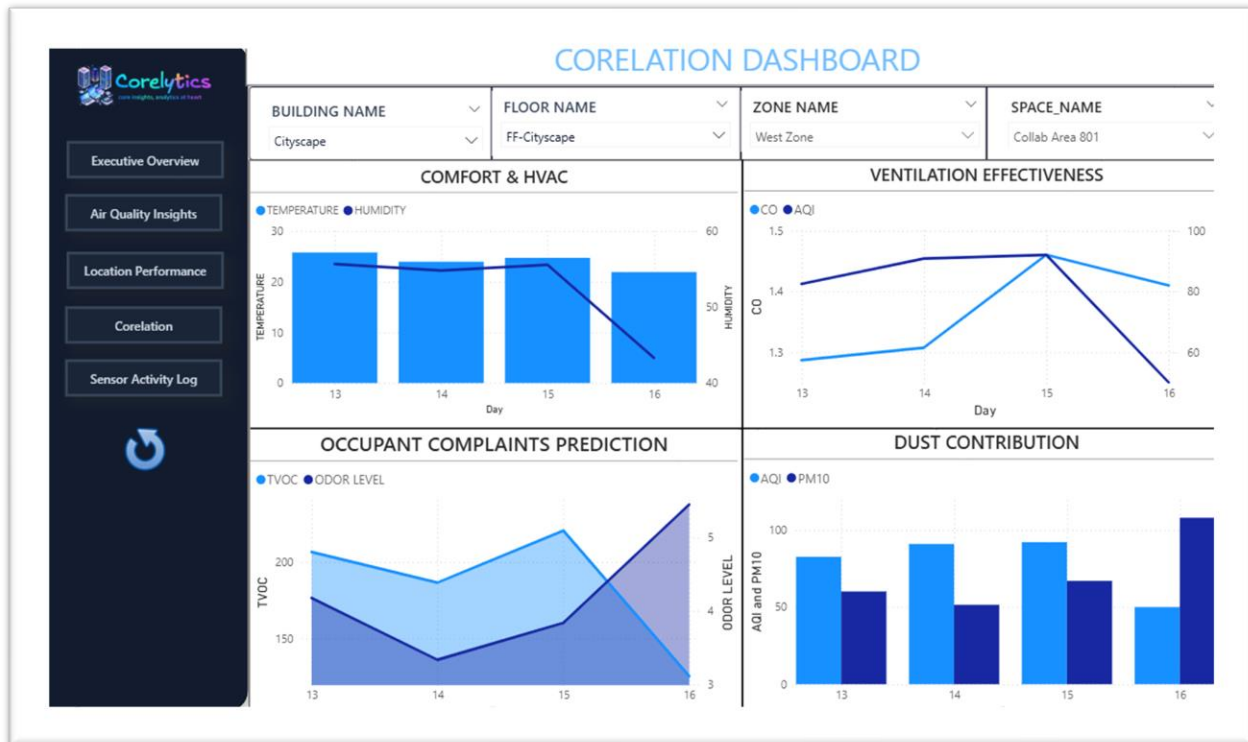 CORELATION DASHBOARD
Corelytics
core insights, analytics at heart
Executive Overview
Air Quality Insights
Location Performance
Corelation
Sensor Activity Log
BUILDING NAME
Cityscape
FLOOR NAME
FF-Cityscape
ZONE NAME
West Zone
SPACE_NAME
Collab Area 801
COMFORT & HVAC
TEMPERATURE HUMIDITY
TEMPERATURE
30
20
10
0
60
50
40
HUMIDITY
13 14 15 16
Day
VENTILATION EFFECTIVENESS
CO AQI
CO
1.5
1.4
1.3
100
80
60
13 14 15 16
Day
OCCUPANT COMPLAINTS PREDICTION
TVOC ODOR LEVEL
TVOC
200
150
5
4
3
ODOR LEVEL
13 14 15 16
DUST CONTRIBUTION
AQI PM10
AQI and PM10
100
50
0
13 14 15 16